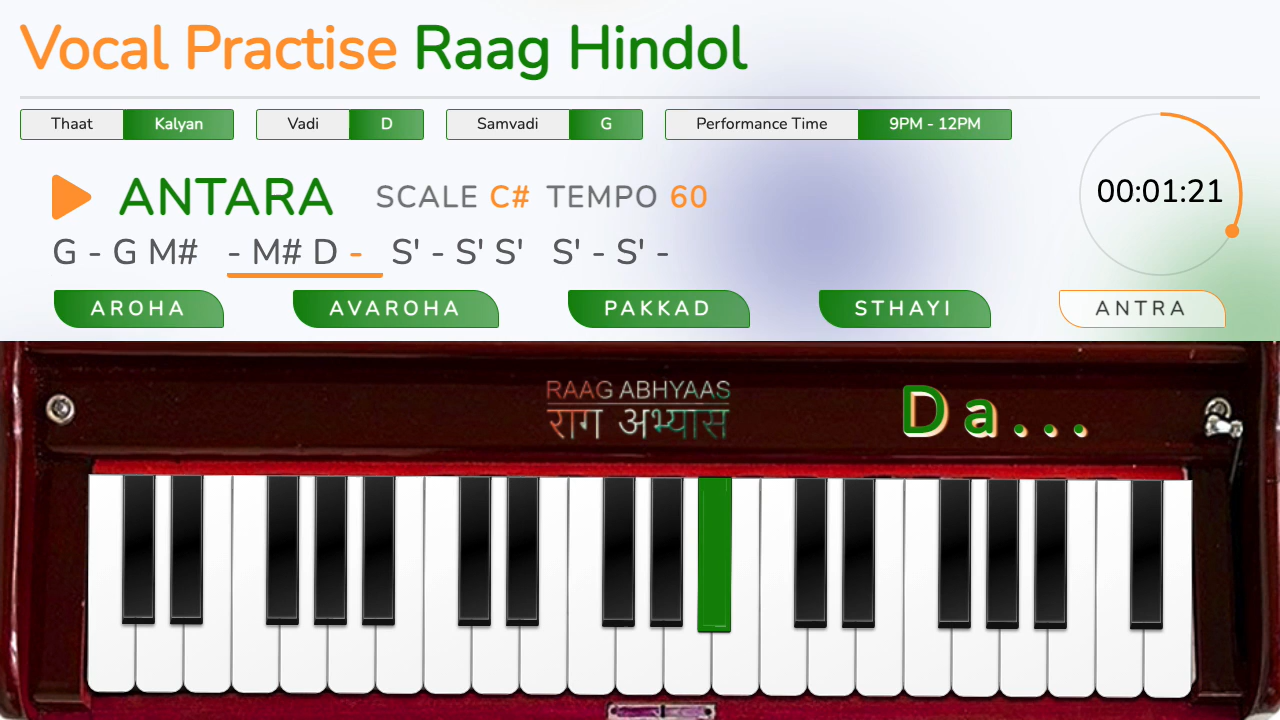 Vocal Practise Raag Hindol
Thaat Kalyan Vadi D Samvadi G Performance Time 9PM - 12PM
ANTARA SCALE C# TEMPO 60
00:01:21
G - G M# - M# D - S' - S' S' S' - S' -
AROHA AVAROHA PAKKAD STHAYI ANTRA
RAAG ABHYAAS
राग अभ्यास
Da...